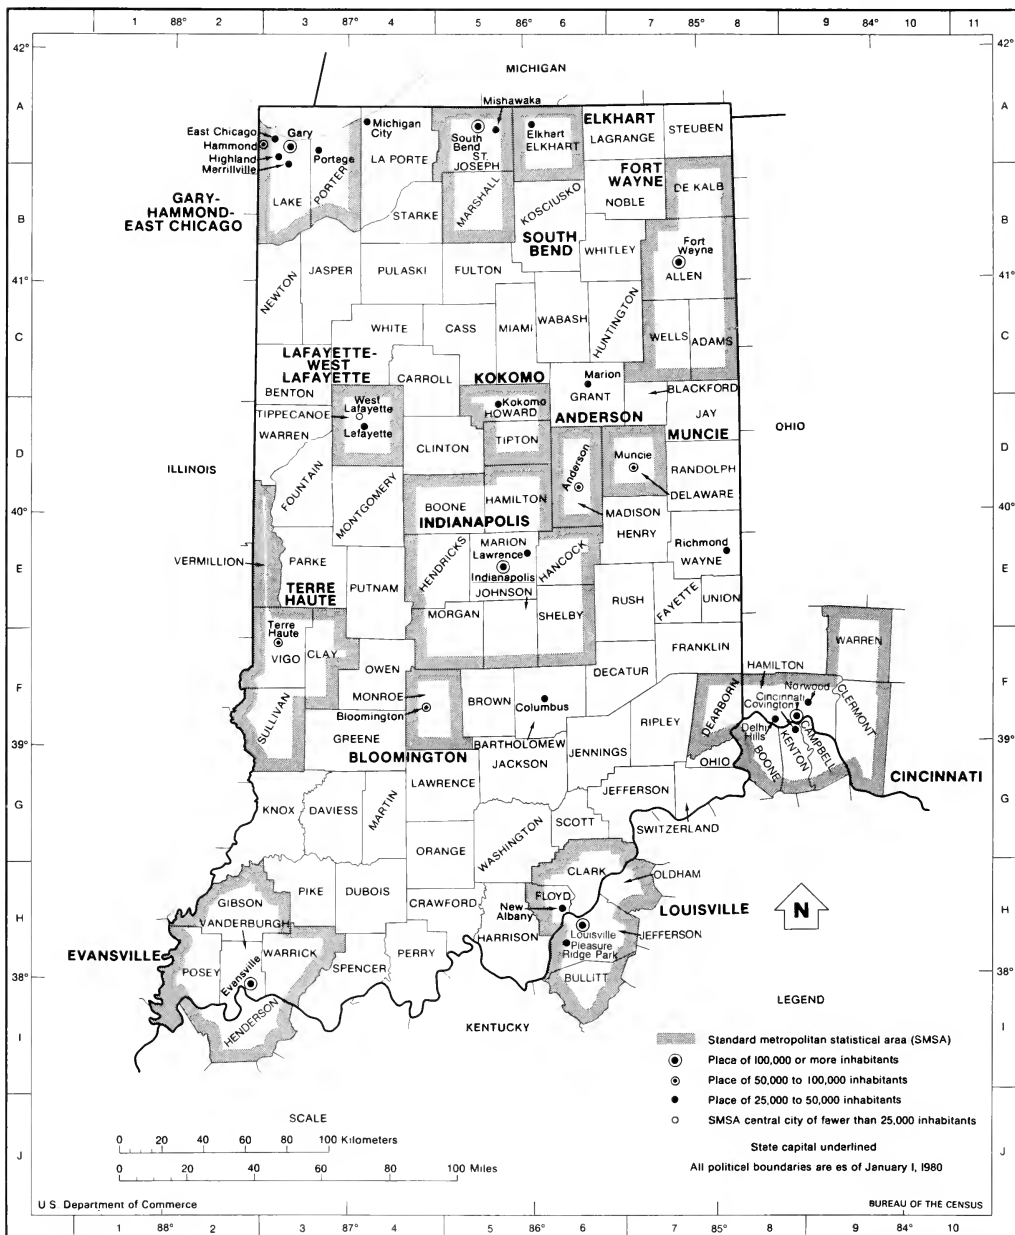 1 88° 2 3 87° 4 5 86° 6 7 85° 8 9 84° 10 11
42° 42°
MICHIGAN
A A
Mishawaka
East Chicago Gary
Hammond
Highland
Merrillville
Portage
Michigan
City
LA PORTE
South
Bend
ST.
JOSEPH
Elkhart
ELKHART
ELKHART
LAGRANGE
STEUBEN
GARY-
HAMMOND-
EAST CHICAGO
LAKE
PORTER
STARKE
MARSHALL
KOSCIUSKO
FORT
WAYNE
NOBLE
DE KALB
B B
SOUTH
BEND
WHITLEY
Fort
Wayne
ALLEN
41° 41°
NEWTON
JASPER
PULASKI
FULTON
WHITE
CASS
MIAMI
WABASH
HUNTINGTON
WELLS
ADAMS
C C
LAFAYETTE-
WEST
LAFAYETTE
BENTON
CARROLL
KOKOMO
Kokomo
HOWARD
Marion
GRANT
BLACKFORD
JAY
TIPPECANOE
West
Lafayette
Lafayette
WARREN
CLINTON
TIPTON
ANDERSON
MUNCIE
OHIO
ILLINOIS
D D
FOUNTAIN
MONTGOMERY
BOONE
HAMILTON
Anderson
Muncie
RANDOLPH
DELAWARE
MADISON
40° 40°
INDIANAPOLIS
HENRY
VERMILLION
PARKE
PUTNAM
HENDRICKS
MARION
Lawrence
Indianapolis
HANCOCK
Richmond
WAYNE
E E
TERRE
HAUTE
JOHNSON
MORGAN
SHELBY
RUSH
FAYETTE
UNION
Terre
Haute
VIGO
CLAY
OWEN
DECATUR
FRANKLIN
WARREN
F F
SULLIVAN
MONROE
Bloomington
BROWN
Columbus
GREENE
BLOOMINGTON
BARTHOLOMEW
JACKSON
JENNINGS
RIPLEY
DEARBORN
HAMILTON
Norwood
Cincinnati
Covington
Delhi
Hills
CLERMONT
OHIO
BOONE
KENTON
CAMPBELL
CINCINNATI
39° 39°
G G
KNOX
DAVIESS
MARTIN
LAWRENCE
JEFFERSON
SWITZERLAND
SCOTT
WASHINGTON
ORANGE
CLARK
OLDHAM
PIKE
DUBOIS
CRAWFORD
FLOYD
New
Albany
HARRISON
LOUISVILLE
Louisville
Pleasure
Ridge Park
JEFFERSON
BULLITT
N
H H
GIBSON
VANDERBURGH
EVANSVILLE
POSEY
Evansville
WARRICK
SPENCER
PERRY
HENDERSON
38° 38°
KENTUCKY
I I
LEGEND
Standard metropolitan statistical area (SMSA)
Place of 100,000 or more inhabitants
Place of 50,000 to 100,000 inhabitants
Place of 25,000 to 50,000 inhabitants
SMSA central city of fewer than 25,000 inhabitants
State capital underlined
All political boundaries are es of January 1, 1980
SCALE
0 20 40 60 80 100 Kilometers
0 20 40 60 80 100 Miles
J J
U.S. Department of Commerce BUREAU OF THE CENSUS
1 88° 2 3 87° 4 5 86° 6 7 85° 8 9 84° 10